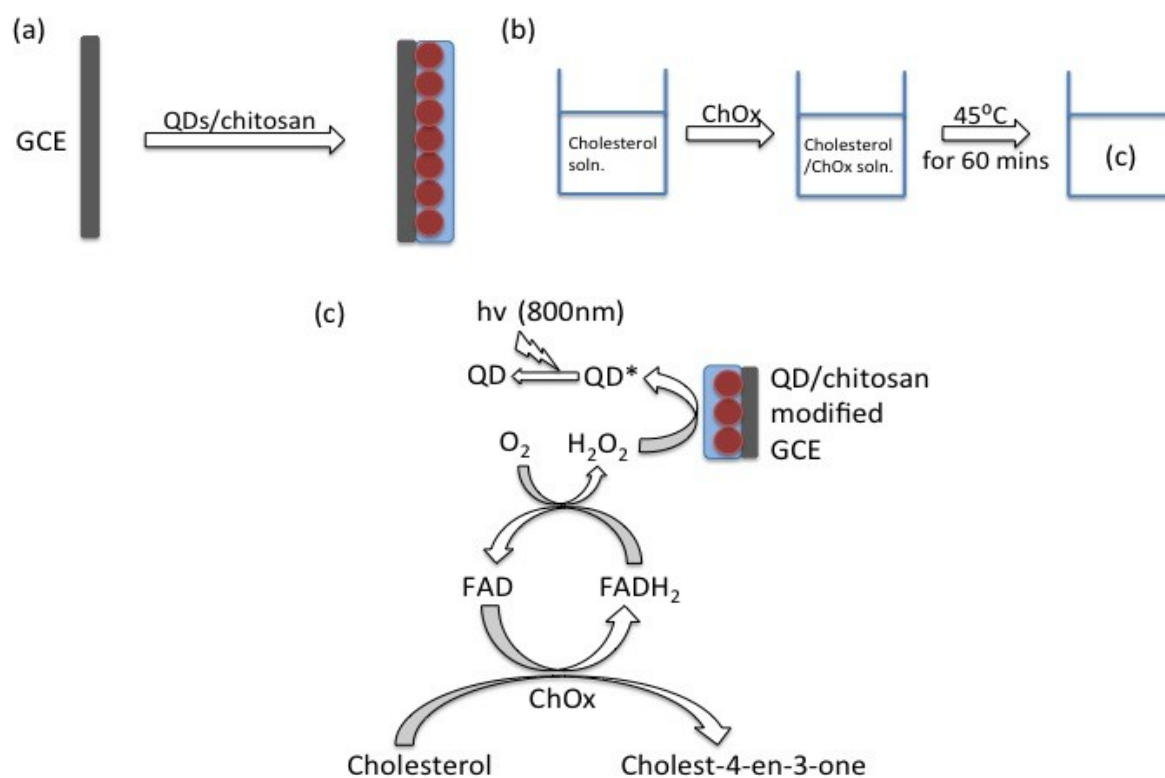 (a)
GCE
QDs/chitosan
(b)
Cholesterol
soln.
ChOx
Cholesterol
/ChOx soln.
45⁰C
for 60 mins
(c)
(c)
hv (800nm)
QD
QD*
QD/chitosan
modified
GCE
O₂
H₂O₂
FAD
FADH₂
ChOx
Cholesterol
Cholest-4-en-3-one